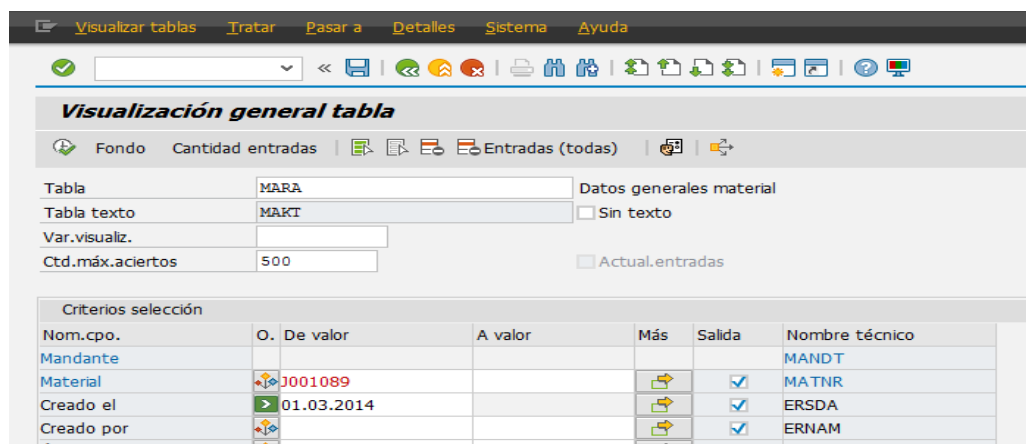 Visualizar tablas Tratar Pasar a Detalles Sistema Ayuda
Visualización general tabla
Fondo Cantidad entradas Entradas (todas)
Tabla MARA Datos generales material
Tabla texto MAKT Sin texto
Var.visualiz.
Ctd.máx.aciertos 500 Actual.entradas
Criterios selección
Nom.cpo. O. De valor A valor Más Salida Nombre técnico
Mandante MANDT
Material J001089 MATNR
Creado el 01.03.2014 ERSDA
Creado por ERNAM